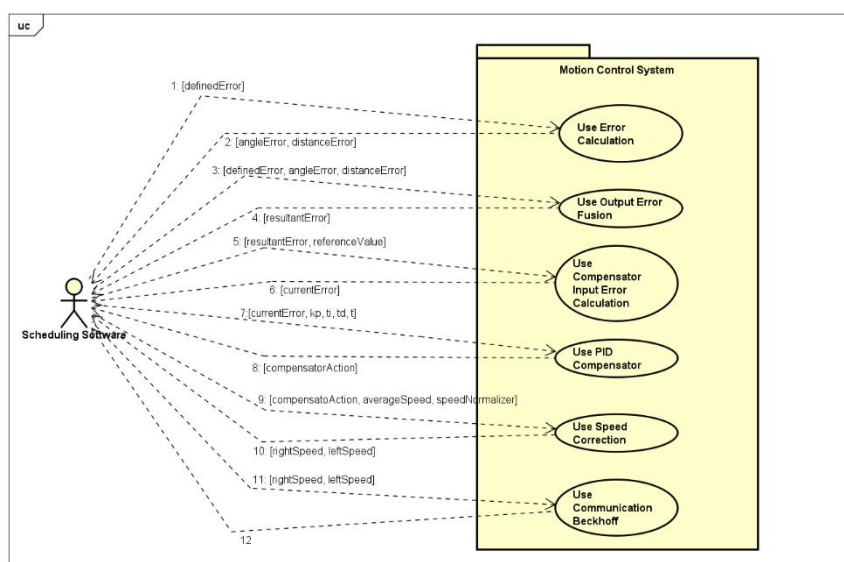 uc
Motion Control System
1: [definedError]
Use Error
Calculation
2: [angleError, distanceError]
3: [definedError, angleError, distanceError]
Use Output Error
Fusion
4: [resultantError]
5: [resultantError, referenceValue]
Use
Compensator
Input Error
Calculation
6: [currentError]
Scheduling Software
7:[currentError, kp, ti, td, t]
Use PID
Compensator
8: [compensatorAction]
9: [compensatoAction, averageSpeed, speedNormalizer]
Use Speed
Correction
10: [rightSpeed, leftSpeed]
11: [rightSpeed, leftSpeed]
Use
Communication
Beckhoff
12